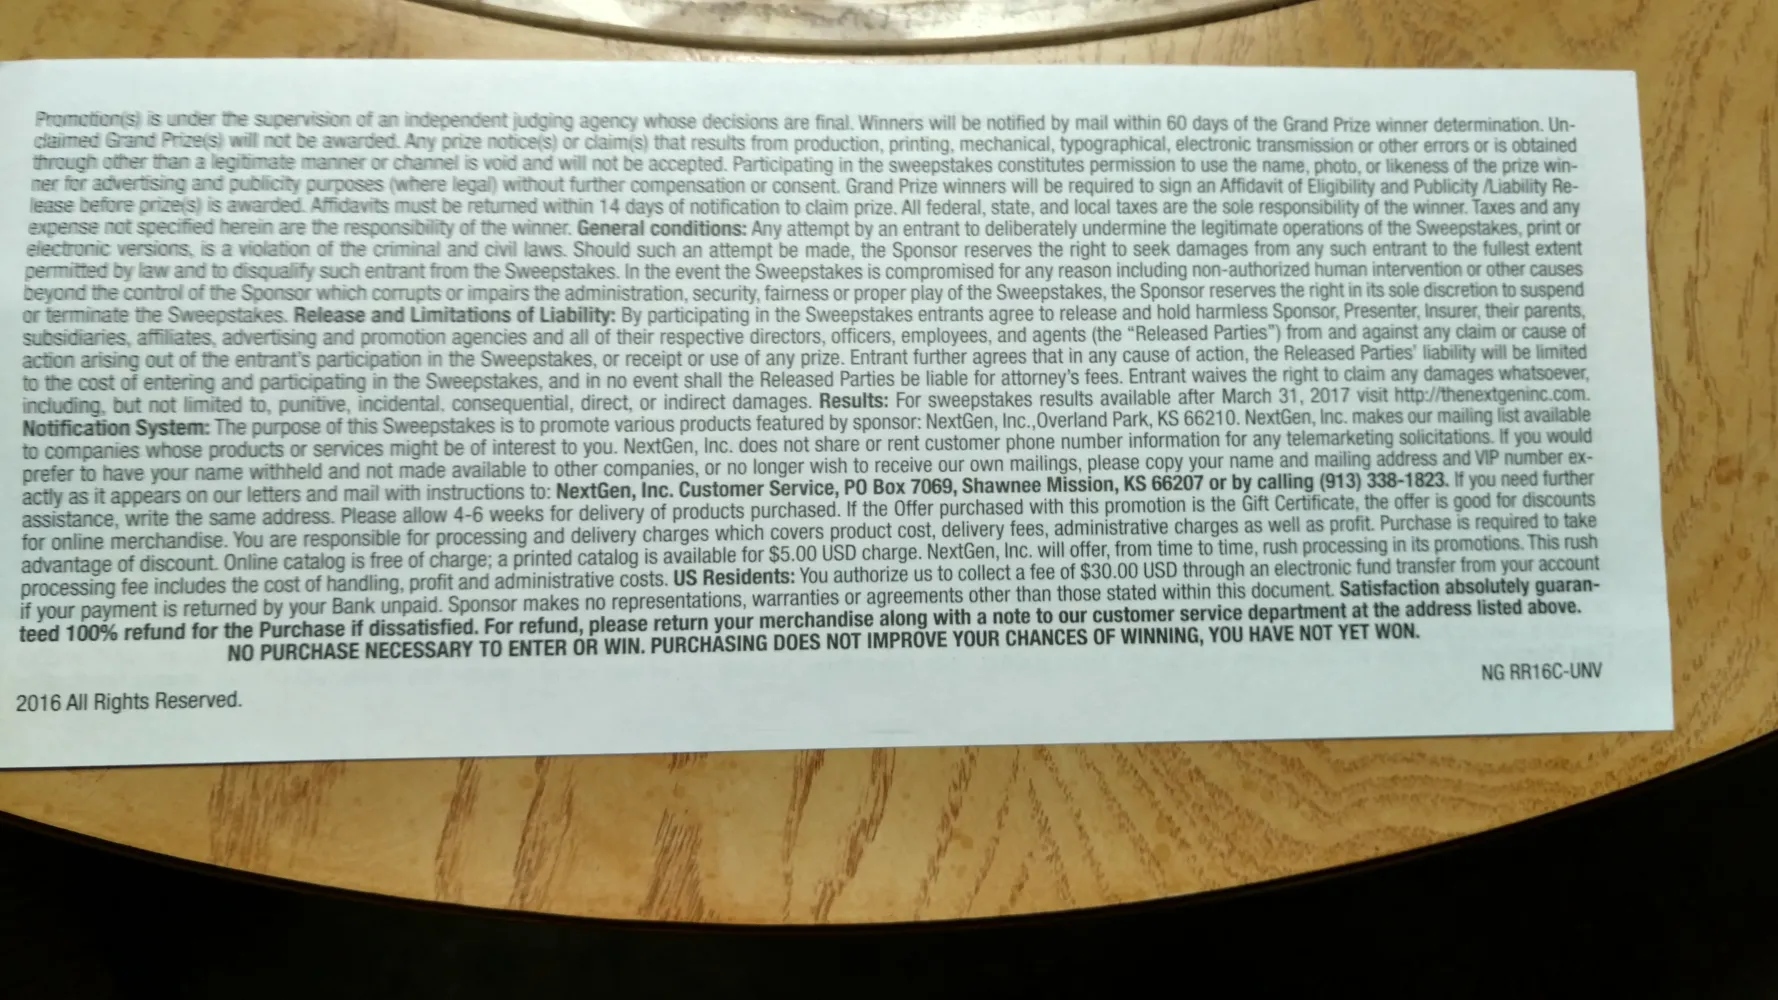 Promotion(s) is under the supervision of an independent judging agency whose decisions are final. Winners will be notified by mail within 60 days of the Grand Prize winner determination. Un-
claimed Grand Prize(s) will not be awarded. Any prize notice(s) or claim(s) that results from production, printing, mechanical, typographical, electronic transmission or other errors or is obtained
through other than a legitimate manner or channel is void and will not be accepted. Participating in the sweepstakes constitutes permission to use the name, photo, or likeness of the prize win-
ner for advertising and publicity purposes (where legal) without further compensation or consent. Grand Prize winners will be required to sign an Affidavit of Eligibility and Publicity /Liability Re-
lease before prize(s) is awarded. Affidavits must be returned within 14 days of notification to claim prize. All federal, state, and local taxes are the sole responsibility of the winner. Taxes and any
expense not specified herein are the responsibility of the winner. General conditions: Any attempt by an entrant to deliberately undermine the legitimate operations of the Sweepstakes, print or
electronic versions, is a violation of the criminal and civil laws. Should such an attempt be made, the Sponsor reserves the right to seek damages from any such entrant to the fullest extent
permitted by law and to disqualify such entrant from the Sweepstakes. In the event the Sweepstakes is compromised for any reason including non-authorized human intervention or other causes
beyond the control of the Sponsor which corrupts or impairs the administration, security, fairness or proper play of the Sweepstakes, the Sponsor reserves the right in its sole discretion to suspend
or terminate the Sweepstakes. Release and Limitations of Liability: By participating in the Sweepstakes entrants agree to release and hold harmless Sponsor, Presenter, Insurer, their parents,
subsidiaries, affiliates, advertising and promotion agencies and all of their respective directors, officers, employees, and agents (the “Released Parties”) from and against any claim or cause of
action arising out of the entrant's participation in the Sweepstakes, or receipt or use of any prize. Entrant further agrees that in any cause of action, the Released Parties' liability will be limited
to the cost of entering and participating in the Sweepstakes, and in no event shall the Released Parties be liable for attorney's fees. Entrant waives the right to claim any damages whatsoever,
including, but not limited to, punitive, incidental, consequential, direct, or indirect damages. Results: For sweepstakes results available after March 31, 2017 visit http://thenextgeninc.com.
Notification System: The purpose of this Sweepstakes is to promote various products featured by sponsor: NextGen, Inc.,Overland Park, KS 66210. NextGen, Inc. makes our mailing list available
to companies whose products or services might be of interest to you. NextGen, Inc. does not share or rent customer phone number information for any telemarketing solicitations. If you would
prefer to have your name withheld and not made available to other companies, or no longer wish to receive our own mailings, please copy your name and mailing address and VIP number ex-
actly as it appears on our letters and mail with instructions to: NextGen, Inc. Customer Service, PO Box 7069, Shawnee Mission, KS 66207 or by calling (913) 338-1823. If you need further
assistance, write the same address. Please allow 4-6 weeks for delivery of products purchased. If the Offer purchased with this promotion is the Gift Certificate, the offer is good for discounts
for online merchandise. You are responsible for processing and delivery charges which covers product cost, delivery fees, administrative charges as well as profit. Purchase is required to take
advantage of discount. Online catalog is free of charge; a printed catalog is available for $5.00 USD charge. NextGen, Inc. will offer, from time to time, rush processing in its promotions. This rush
processing fee includes the cost of handling, profit and administrative costs. US Residents: You authorize us to collect a fee of $30.00 USD through an electronic fund transfer from your account
if your payment is returned by your Bank unpaid. Sponsor makes no representations, warranties or agreements other than those stated within this document. Satisfaction absolutely guaran-
teed 100% refund for the Purchase if dissatisfied. For refund, please return your merchandise along with a note to our customer service department at the address listed above.
NO PURCHASE NECESSARY TO ENTER OR WIN. PURCHASING DOES NOT IMPROVE YOUR CHANCES OF WINNING, YOU HAVE NOT YET WON.
NG RR16C-UNV
2016 All Rights Reserved.